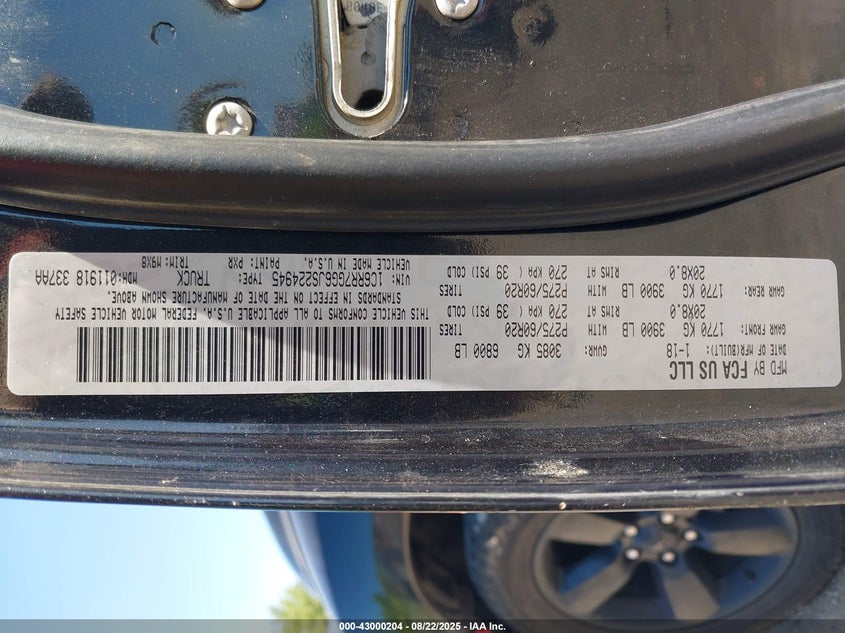 MFD BY FCA US LLC
DATE OF MFR(BUILT): 1-18 GVWR: 3085 KG 6800 LB
GAWR FRONT: 1770 KG 3900 LB WITH P275/60R20 TIRES
20X8.0 RIMS AT 270 KPA ( 39 PSI) COLD
GAWR REAR: 1770 KG 3900 LB WITH P275/60R20 TIRES
20X8.0 RIMS AT 270 KPA ( 39 PSI) COLD
THIS VEHICLE CONFORMS TO ALL APPLICABLE U.S.A. FEDERAL MOTOR VEHICLE SAFETY
STANDARDS IN EFFECT ON THE DATE OF MANUFACTURE SHOWN ABOVE.
VIN: 1C6RR7GG6JS224945 TYPE: TRUCK MDH:011918 337AA
VEHICLE MADE IN U.S.A. PAINT: PXR TRIM: M9X8
000-43000204 - 08/22/2025 - IAA, Inc.